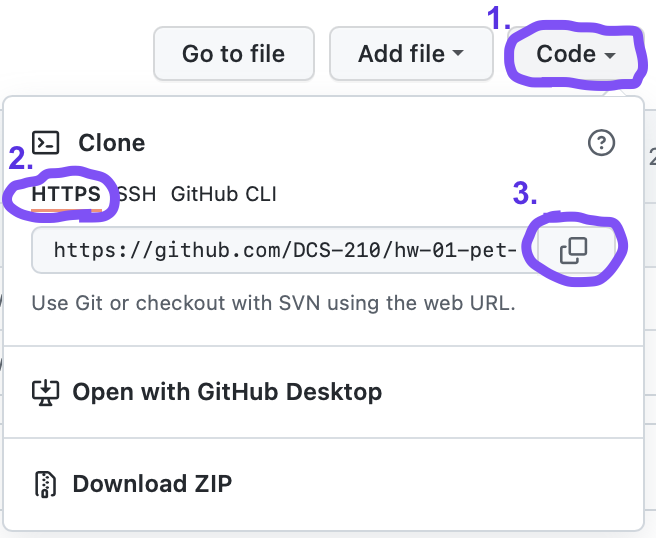 1.
Go to file Add file Code
Clone
2.
HTTPS SSH GitHub CLI
3.
https://github.com/DCS-210/hw-01-pet-
Use Git or checkout with SVN using the web URL.
Open with GitHub Desktop
Download ZIP